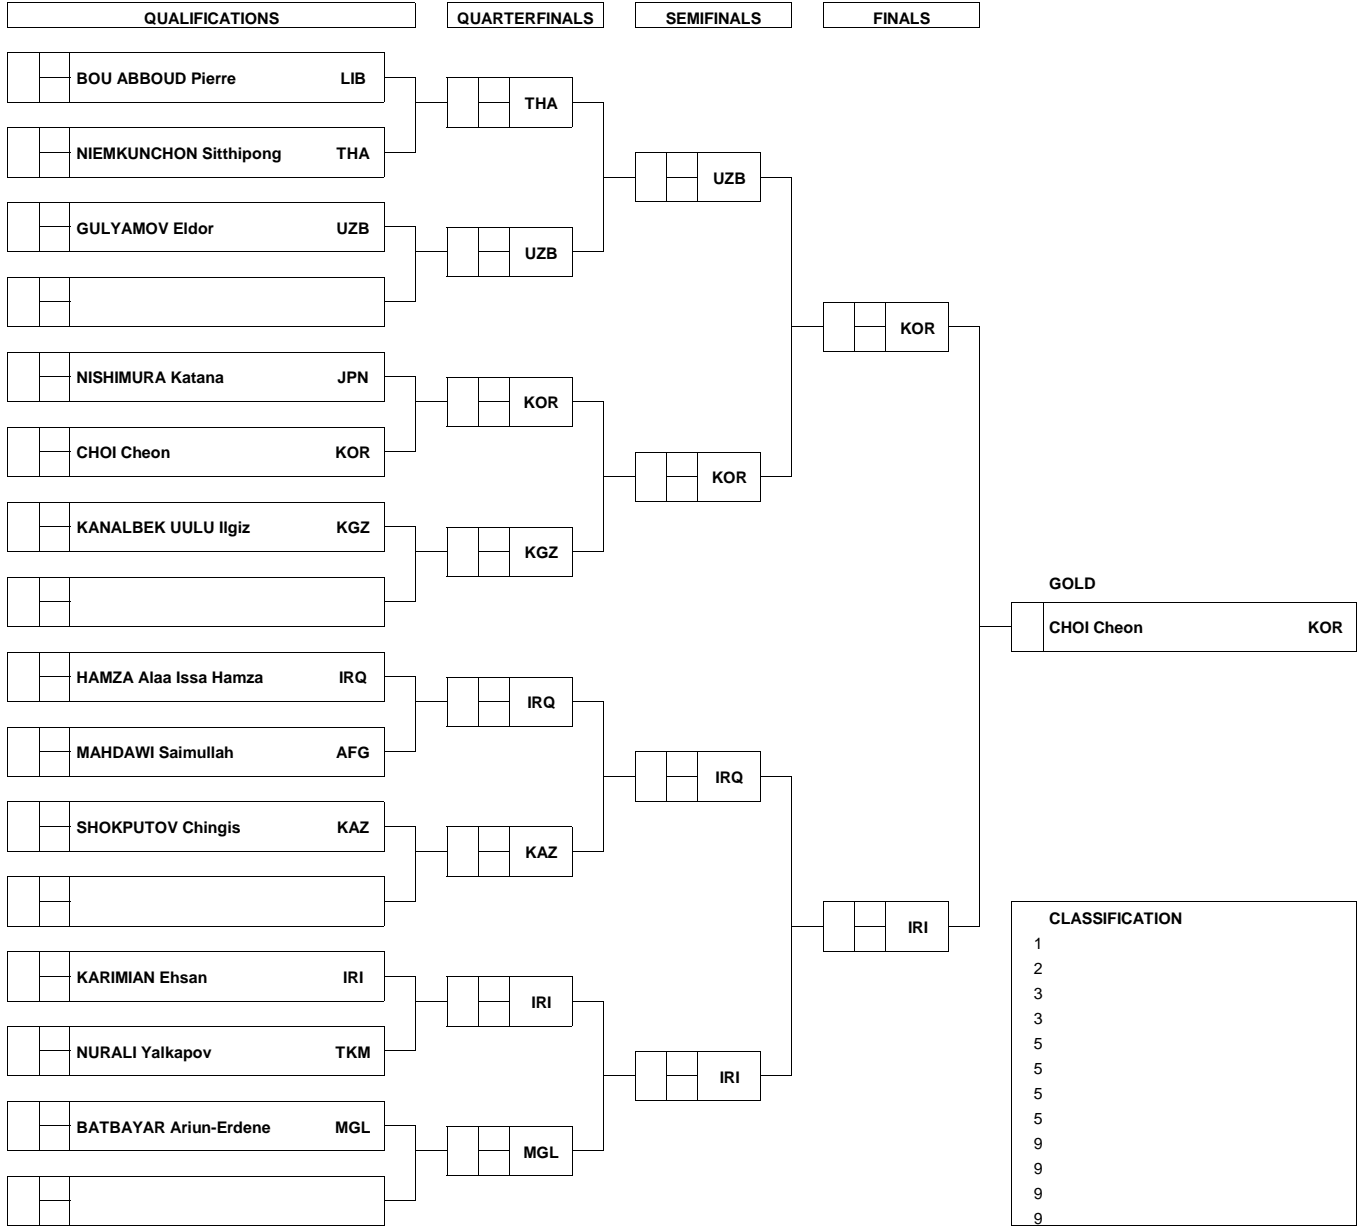 QUALIFICATIONS QUARTERFINALS SEMIFINALS FINALS
BOU ABBOUD Pierre LIB
THA
NIEMKUNCHON Sitthipong THA
UZB
GULYAMOV Eldor UZB
UZB
KOR
NISHIMURA Katana JPN
KOR
CHOI Cheon KOR
KOR
KANALBEK UULU Ilgiz KGZ
KGZ
GOLD
CHOI Cheon KOR
HAMZA Alaa Issa Hamza IRQ
IRQ
MAHDAWI Saimullah AFG
IRQ
SHOKPUTOV Chingis KAZ
KAZ
CLASSIFICATION
IRI
1
2
KARIMIAN Ehsan IRI
3
IRI
3
5
NURALI Yalkapov TKM
5
IRI
5
5
BATBAYAR Ariun-Erdene MGL
9
MGL
9
9
9